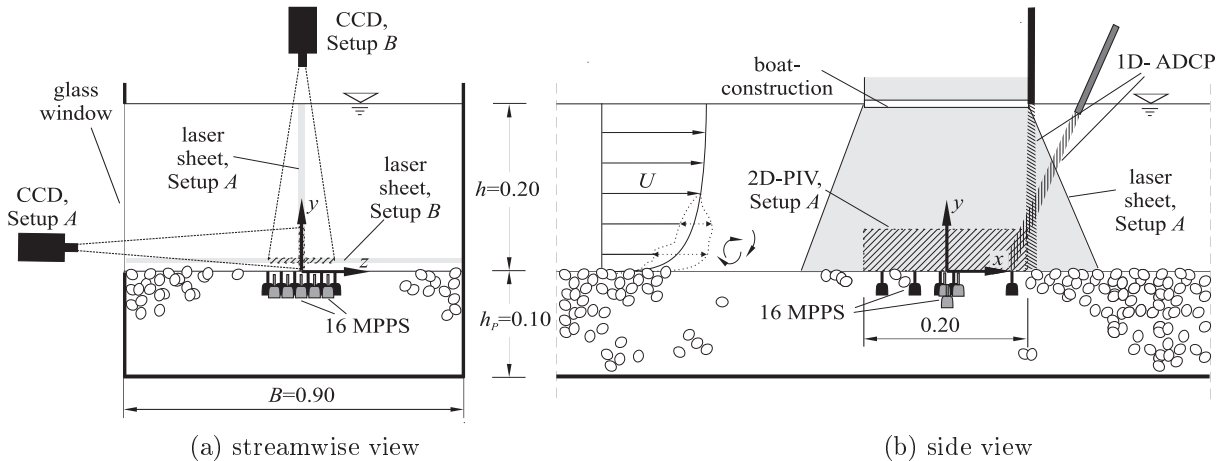 CCD,
Setup B
glass
window
laser
sheet,
Setup A
laser
sheet,
Setup B
CCD,
Setup A
y
z
16 MPPS
h=0.20
h_P=0.10
B=0.90
(a) streamwise view
boat-
construction
1D- ADCP
U
2D-PIV,
Setup A
laser
sheet,
Setup A
y
x
16 MPPS
0.20
(b) side view